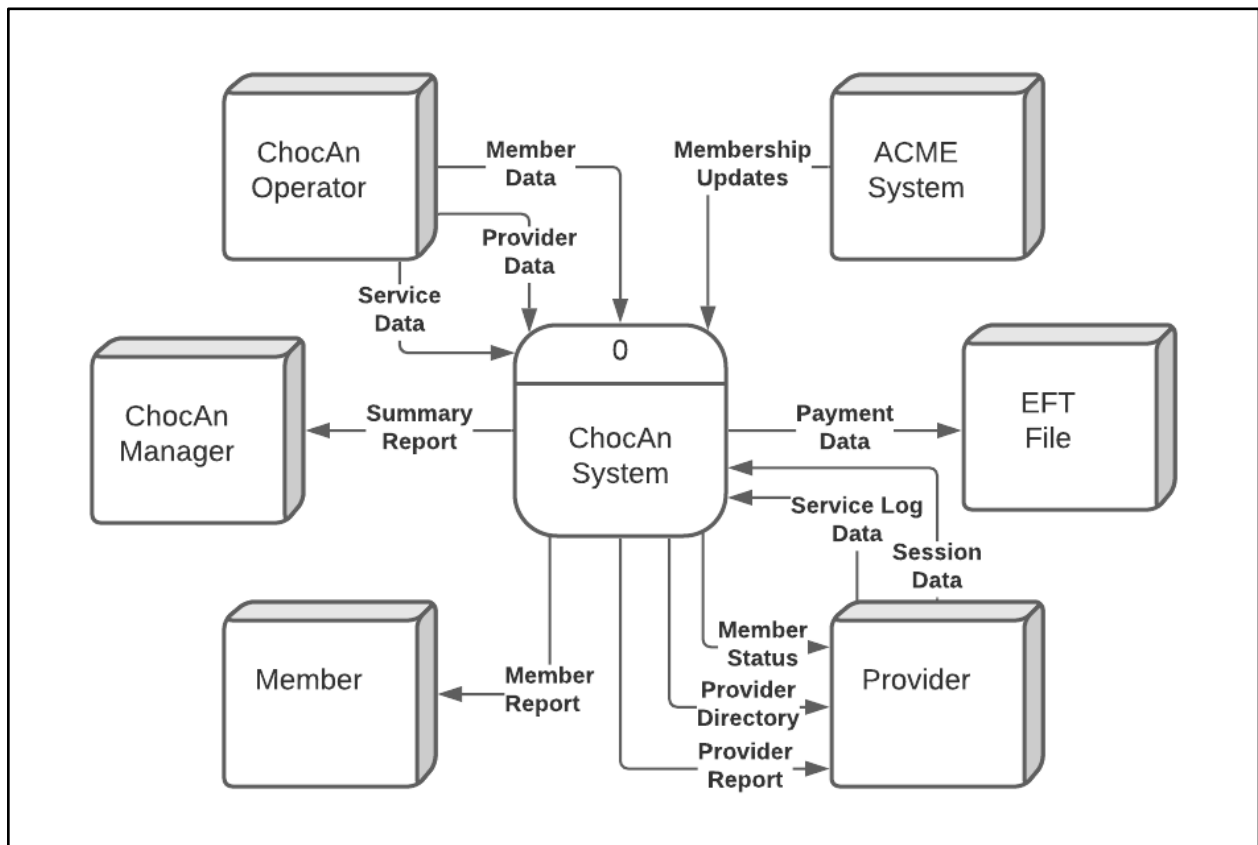 ChocAn
Operator
Member
Data
Membership
Updates
ACME
System
Provider
Data
Service
Data
0
ChocAn
System
ChocAn
Manager
Summary
Report
Payment
Data
EFT
File
Service Log
Data
Session
Data
Member
Member
Report
Member
Status
Provider
Directory
Provider
Report
Provider